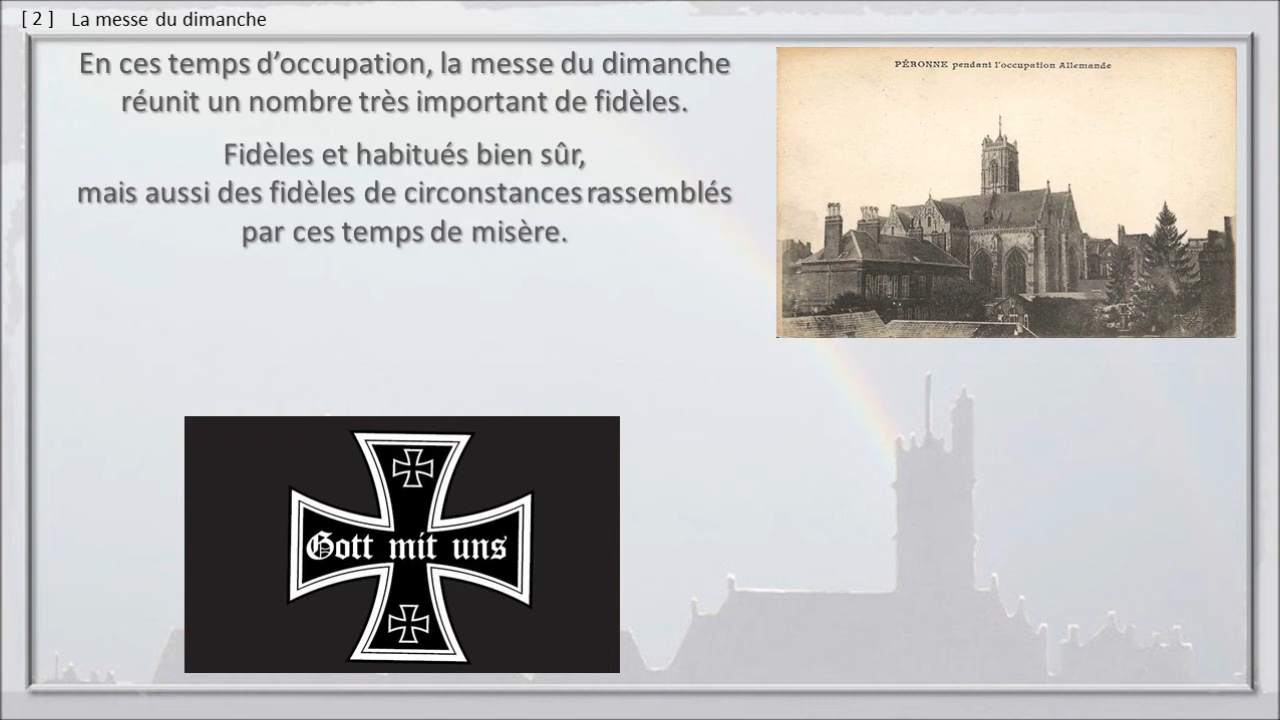 [ 2 ] La messe du dimanche
En ces temps d’occupation, la messe du dimanche
réunit un nombre très important de fidèles.
Fidèles et habitués bien sûr,
mais aussi des fidèles de circonstances rassemblés
par ces temps de misère.
PÉRONNE pendant l'occupation Allemande
Gott mit uns